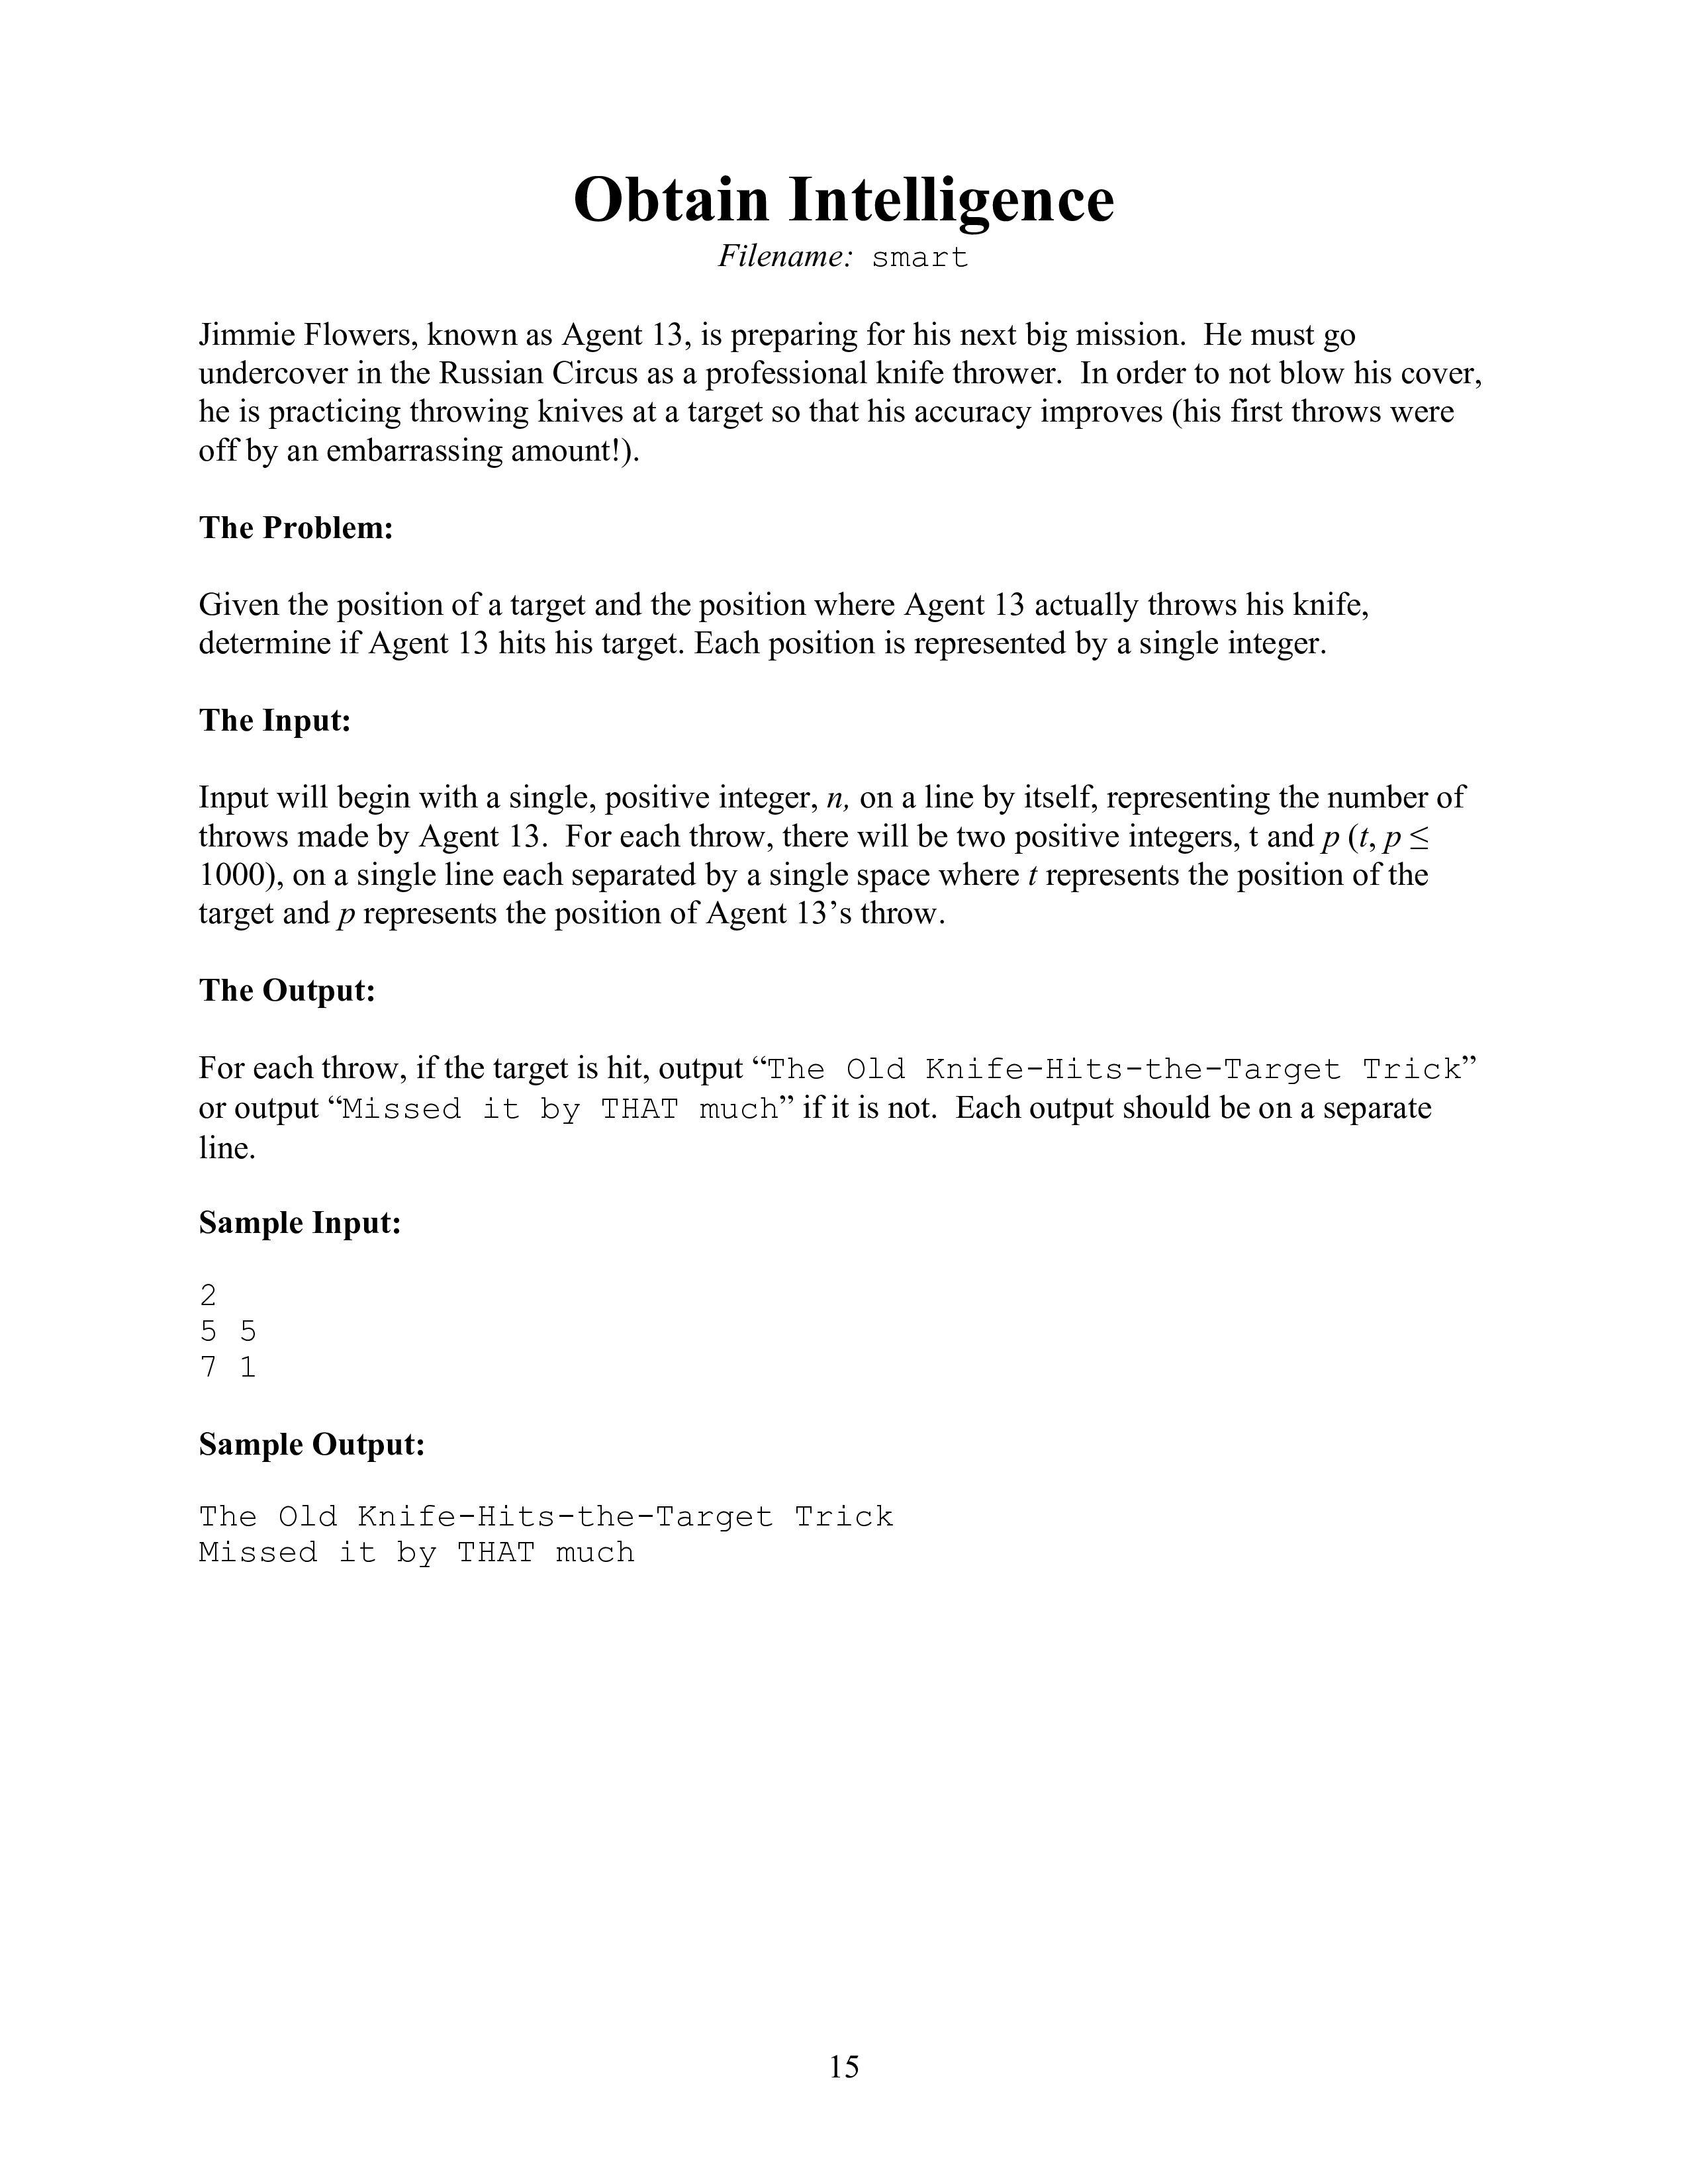 Obtain Intelligence
Filename: smart
Jimmie Flowers, known as Agent 13, is preparing for his next big mission.  He must go
undercover in the Russian Circus as a professional knife thrower.  In order to not blow his cover,
he is practicing throwing knives at a target so that his accuracy improves (his first throws were
off by an embarrassing amount!).
The Problem:
Given the position of a target and the position where Agent 13 actually throws his knife,
determine if Agent 13 hits his target. Each position is represented by a single integer.
The Input:
Input will begin with a single, positive integer, n, on a line by itself, representing the number of
throws made by Agent 13.  For each throw, there will be two positive integers, t and p (t, p ≤
1000), on a single line each separated by a single space where t represents the position of the
target and p represents the position of Agent 13’s throw.
The Output:
For each throw, if the target is hit, output “The Old Knife-Hits-the-Target Trick”
or output “Missed it by THAT much” if it is not.  Each output should be on a separate
line.
Sample Input:
2
5 5
7 1
Sample Output:
The Old Knife-Hits-the-Target Trick
Missed it by THAT much
15